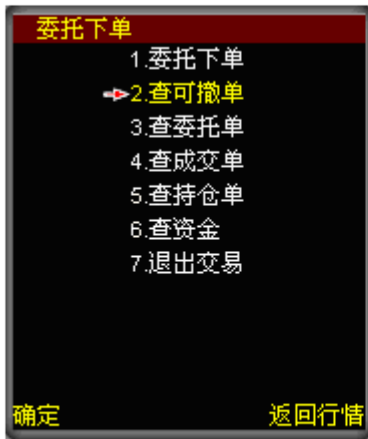 委托下单
1.委托下单
2.查可撤单
3.查委托单
4.查成交单
5.查持仓单
6.查资金
7.退出交易
确定 返回行情